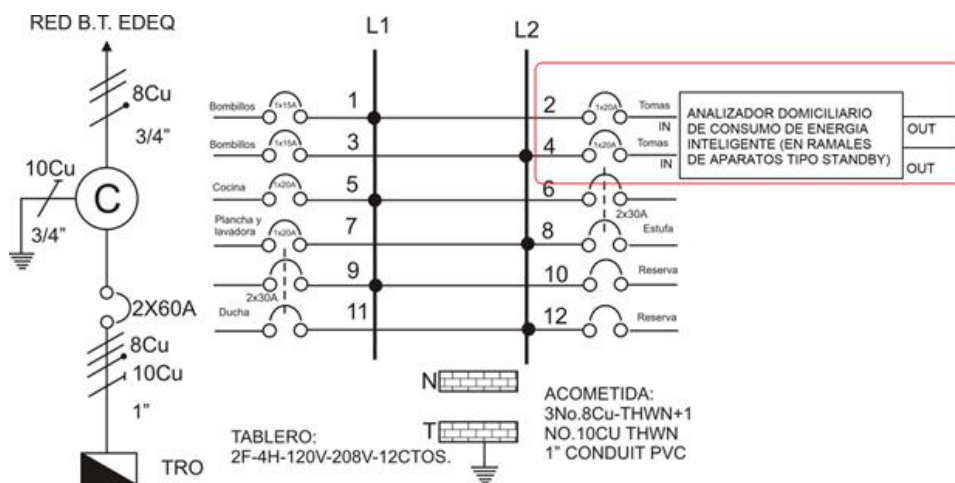 RED B.T. EDEQ
8Cu
3/4"
10Cu
C
3/4"
2X60A
8Cu
10Cu
1"
TRO
L1
L2
Bombillos 1x15A 1 2 1x20A Tomas
IN
Bombillos 1x15A 3 4 1x20A Tomas
IN
Cocina 1x20A 5 6
2x30A
Plancha y
lavadora 1x20A 7 8 Estufa
9 10 Reserva
2x30A
Ducha 11 12 Reserva
ANALIZADOR DOMICILIARIO
DE CONSUMO DE ENERGIA
INTELIGENTE (EN RAMALES
DE APARATOS TIPO STANDBY)
OUT
OUT
N
T
TABLERO:
2F-4H-120V-208V-12CTOS.
ACOMETIDA:
3No.8Cu-THWN+1
NO.10CU THWN
1" CONDUIT PVC